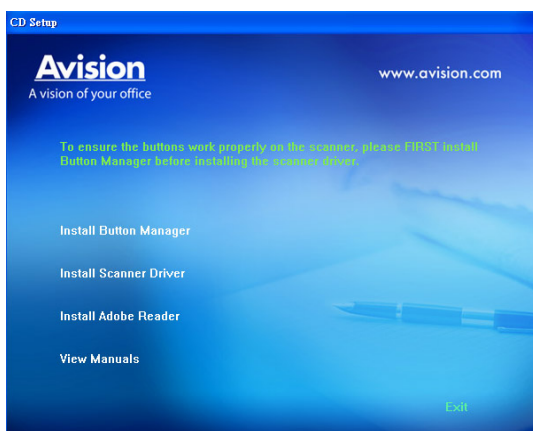 CD Setup
Avision
www.avision.com
A vision of your office
To ensure the buttons work properly on the scanner, please FIRST install
Button Manager before installing the scanner driver.
Install Button Manager
Install Scanner Driver
Install Adobe Reader
View Manuals
Exit